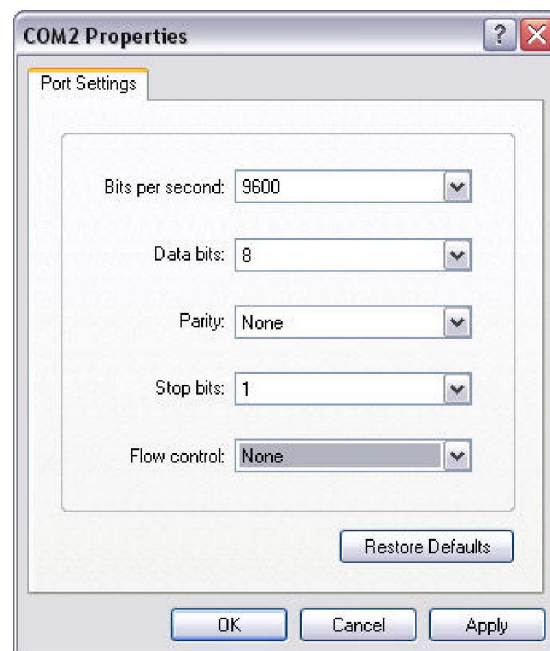 COM2 Properties
Port Settings
Bits per second: 9600
Data bits: 8
Parity: None
Stop bits: 1
Flow control: None
Restore Defaults
OK Cancel Apply